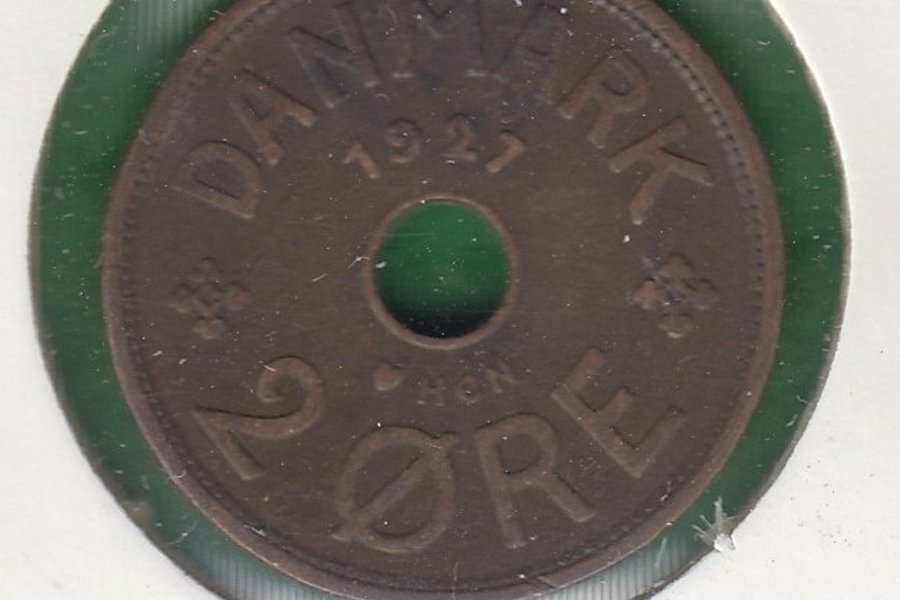 DANMARK
1927
♥ HCN
2 ØRE